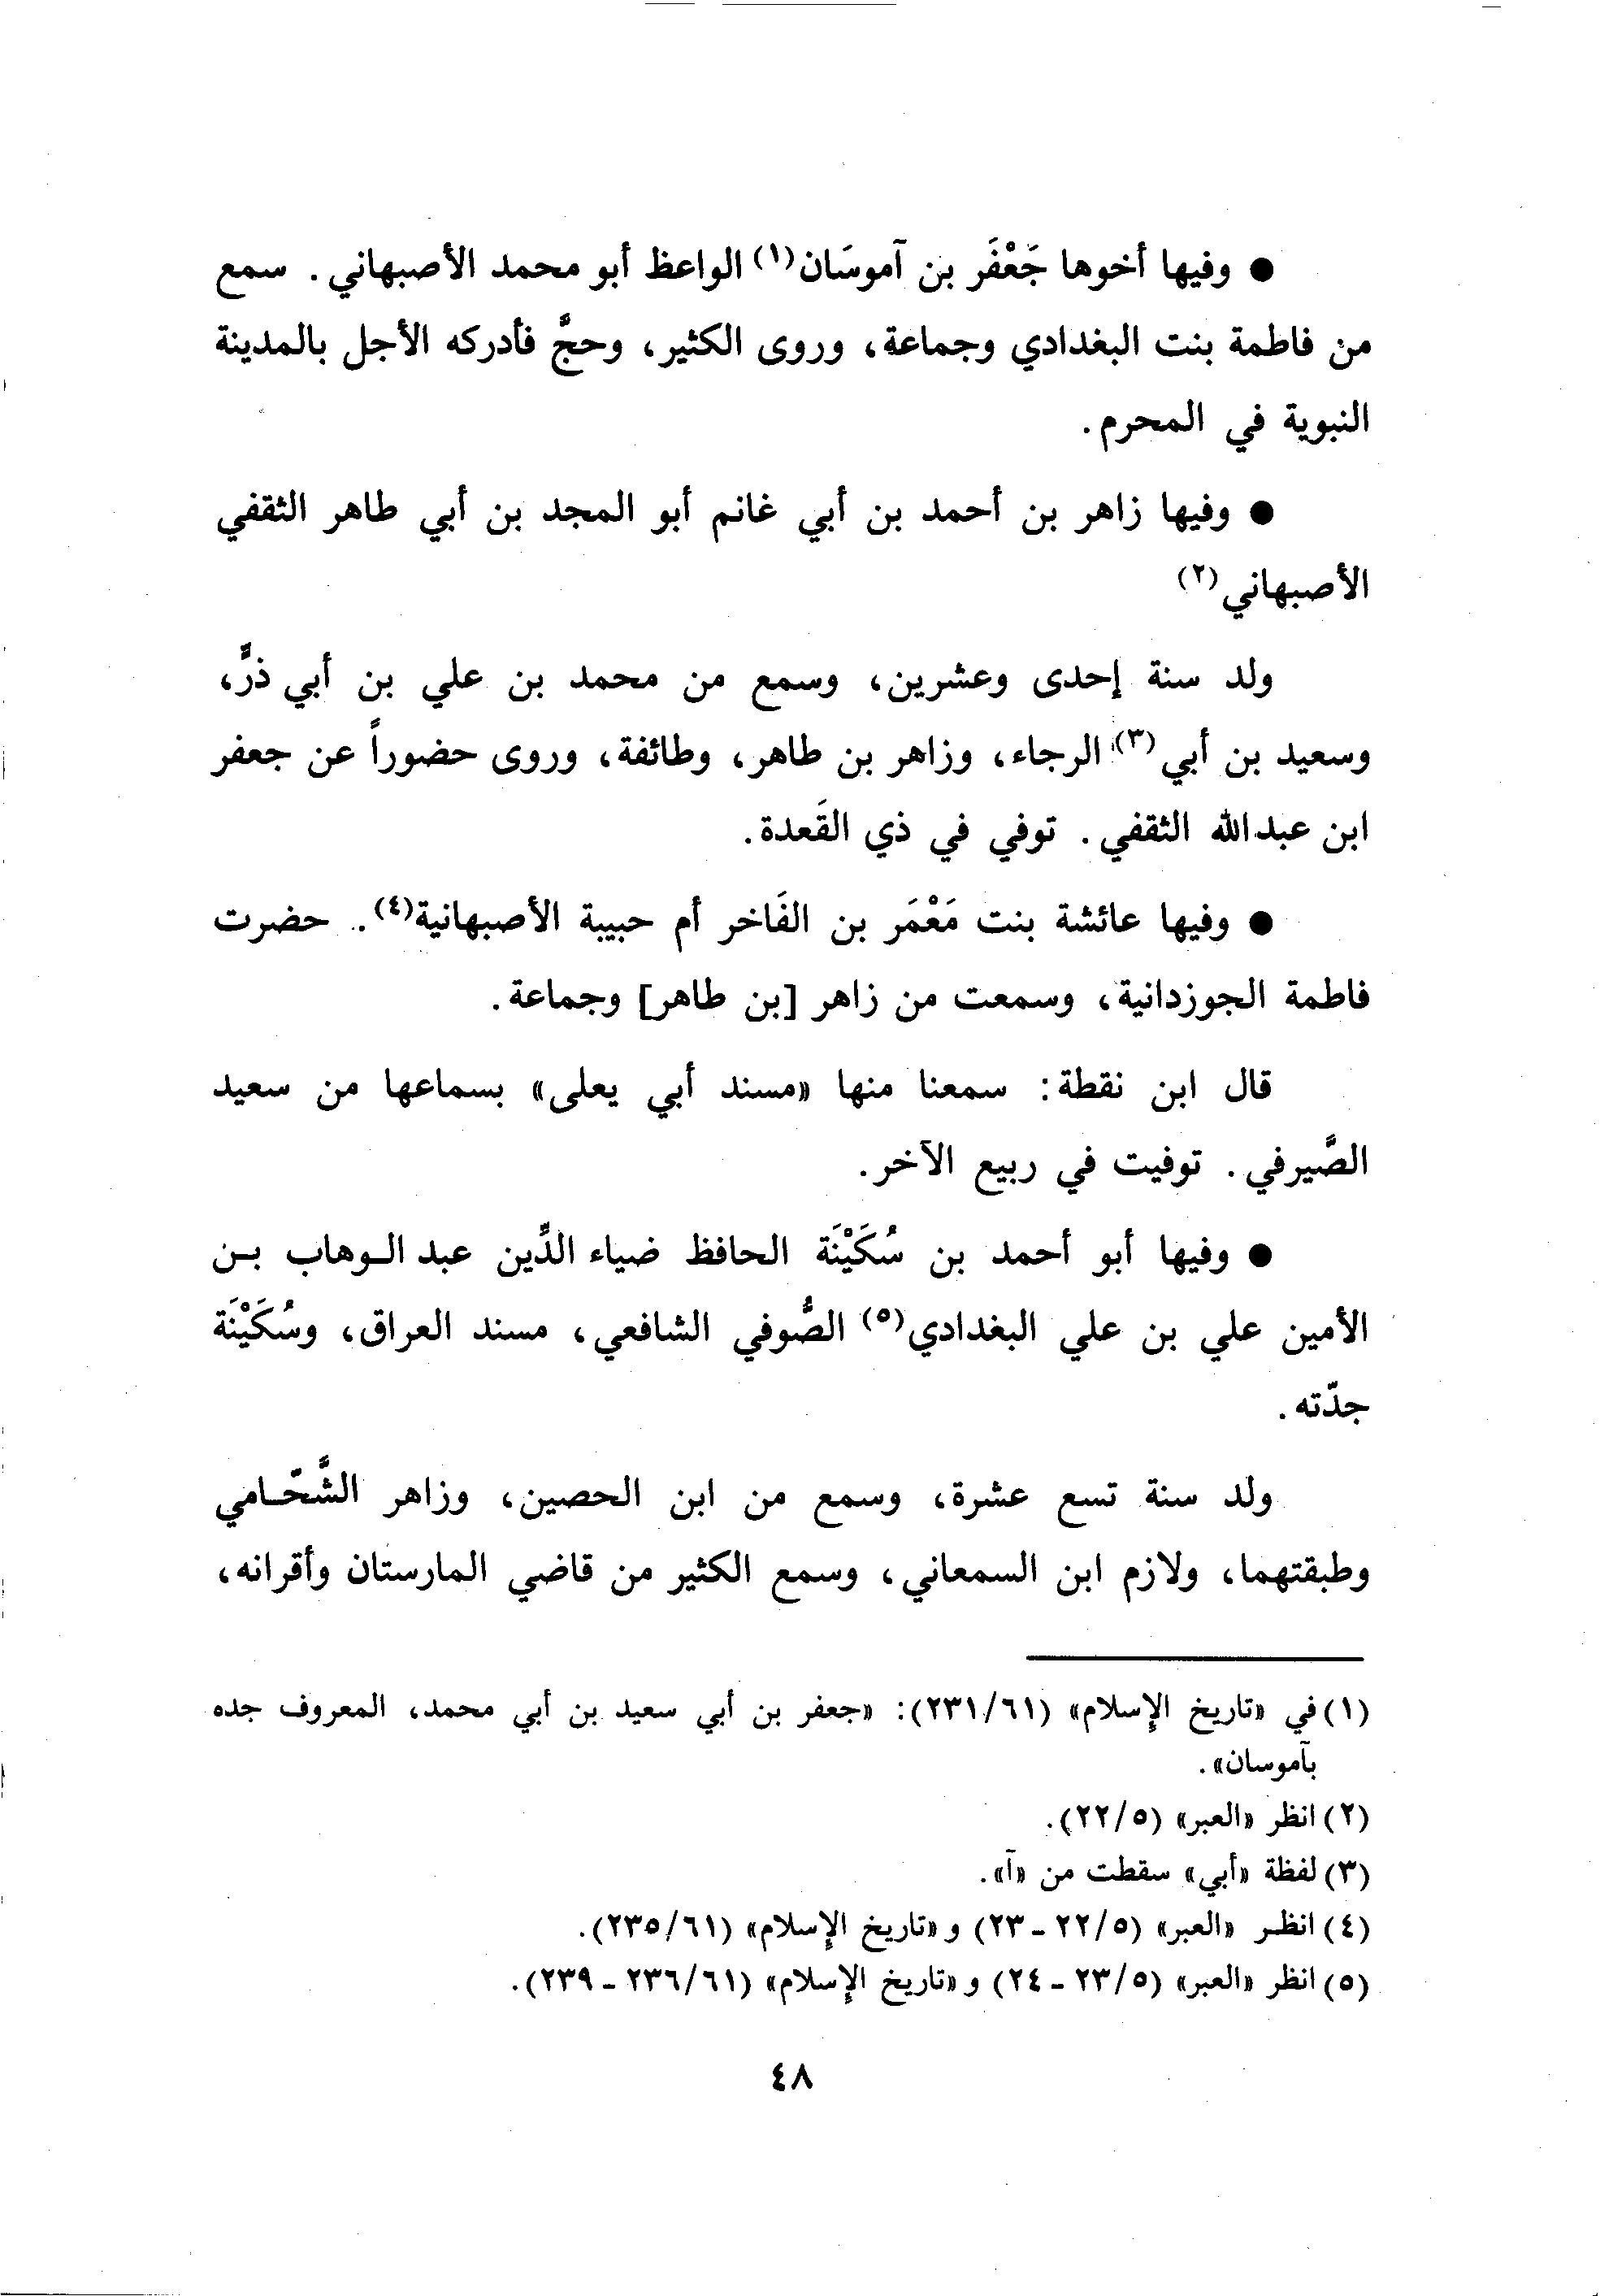 ● وفيها أخوها جَعْفَر بن آموسَان(١) الواعظ أبو محمد الأصبهاني. سمع
من فاطمة بنت البغدادي وجماعة، وروى الكثير، وحجَّ فأدركه الأجل بالمدينة
النبوية في المحرم.
● وفيها زاهر بن أحمد بن أبي غانم أبو المجد بن أبي طاهر الثقفي
الأصبهاني(٢)
ولد سنة إحدى وعشرين، وسمع من محمد بن علي بن أبي ذرٍّ،
وسعيد بن أبي(٣) الرجاء، وزاهر بن طاهر، وطائفة، وروى حضوراً عن جعفر
ابن عبدالله الثقفي. توفي في ذي القَعدة.
● وفيها عائشة بنت مَعْمَر بن الفَاخر أم حبيبة الأصبهانية(٤). حضرت
فاطمة الجوزدانية، وسمعت من زاهر [بن طاهر] وجماعة.
قال ابن نقطة: سمعنا منها «مسند أبي يعلى» بسماعها من سعيد
الصَّيرفي. توفيت في ربيع الآخر.
● وفيها أبو أحمد بن سُكَيْنَة الحافظ ضياء الدِّين عبد الوهاب بن
الأمين علي بن علي البغدادي(٥) الصُّوفي الشافعي، مسند العراق، وسُكَيْنَة
جدّته.
ولد سنة تسع عشرة، وسمع من ابن الحصين، وزاهر الشَّحّامي
وطبقتهما، ولازم ابن السمعاني، وسمع الكثير من قاضي المارستان وأقرانه،
(١) في «تاريخ الإسلام» (٢٣١/٦١): «جعفر بن أبي سعيد بن أبي محمد، المعروف جده
بآموسان».
(٢) انظر «العبر» (٢٢/٥).
(٣) لفظة «أبي» سقطت من «آ».
(٤) انظر «العبر» (٢٢/٥ - ٢٣) و«تاريخ الإسلام» (٢٣٥/٦١).
(٥) انظر «العبر» (٢٣/٥ - ٢٤) و«تاريخ الإسلام» (٢٣٦/٦١ - ٢٣٩).
٤٨